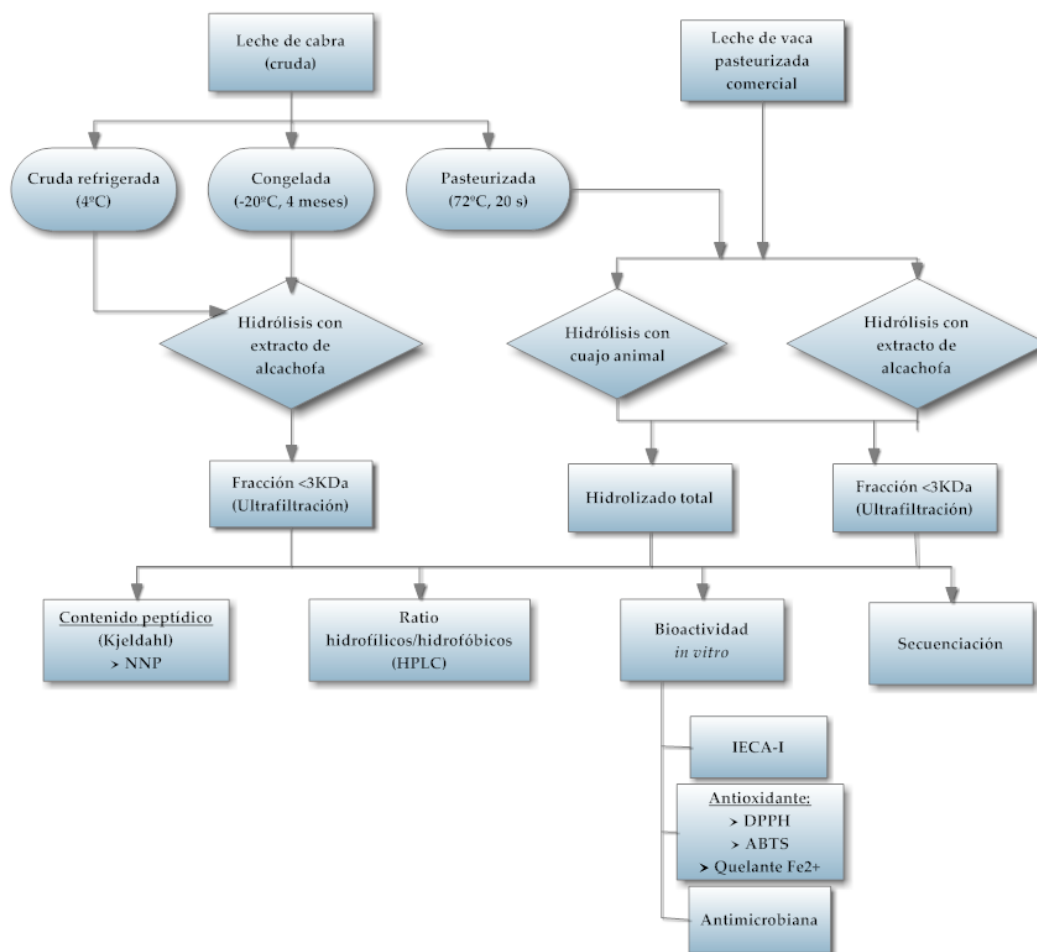 Leche de cabra
(cruda)
Leche de vaca
pasteurizada
comercial
Cruda refrigerada
(4ºC)
Congelada
(-20ºC, 4 meses)
Pasteurizada
(72ºC, 20 s)
Hidrólisis con
extracto de
alcachofa
Hidrólisis con
cuajo animal
Hidrólisis con
extracto de
alcachofa
Fracción <3KDa
(Ultrafiltración)
Hidrolizado total
Fracción <3KDa
(Ultrafiltración)
Contenido peptídico
(Kjeldahl)
➢ NNP
Ratio
hidrofílicos/hidrofóbicos
(HPLC)
Bioactividad
in vitro
Secuenciación
IECA-I
Antioxidante:
➢ DPPH
➢ ABTS
➢ Quelante Fe2+
Antimicrobiana